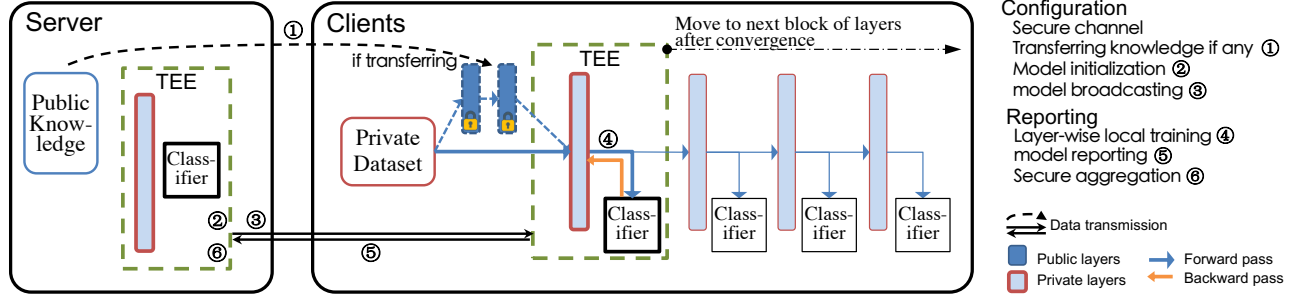 Server
Public
Know-
ledge
TEE
Class-
ifier
②
③
⑥
①
⑤
Clients
if transferring
Private
Dataset
TEE
④
Class-
ifier
Move to next block of layers
after convergence
Class-
ifier
Class-
ifier
Class-
ifier
Configuration
Secure channel
Transferring knowledge if any ①
Model initialization ②
model broadcasting ③
Reporting
Layer-wise local training ④
model reporting ⑤
Secure aggregation ⑥
Data transmission
Public layers
Forward pass
Private layers
Backward pass